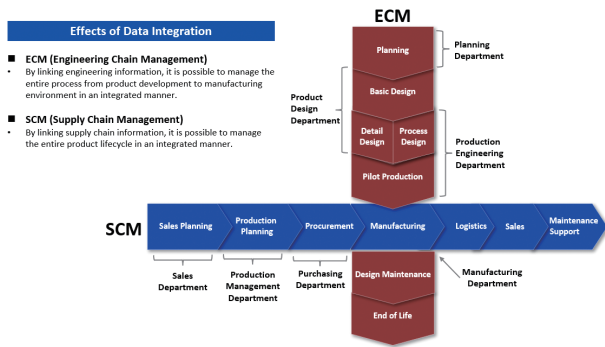 Effects of Data Integration
■ ECM (Engineering Chain Management)
• By linking engineering information, it is possible to manage the
entire process from product development to manufacturing
environment in an integrated manner.
■ SCM (Supply Chain Management)
• By linking supply chain information, it is possible to manage
the entire product lifecycle in an integrated manner.
ECM
Planning
Planning
Department
Basic Design
Product
Design
Department
Detail
Design
Process
Design
Production
Engineering
Department
Pilot Production
SCM
Sales Planning
Production
Planning
Procurement
Manufacturing
Logistics
Sales
Maintenance
Support
Sales
Department
Production
Management
Department
Purchasing
Department
Design Maintenance
Manufacturing
Department
End of Life